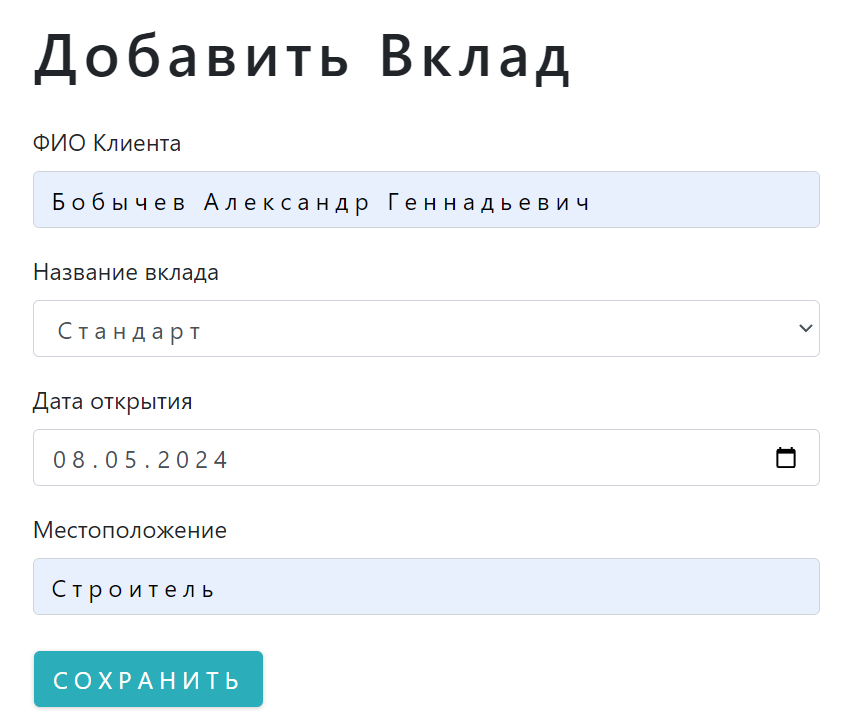 Добавить Вклад
ФИО Клиента
Бобычев Александр Геннадьевич
Название вклада
Стандарт
Дата открытия
08.05.2024
Местоположение
Строитель
СОХРАНИТЬ